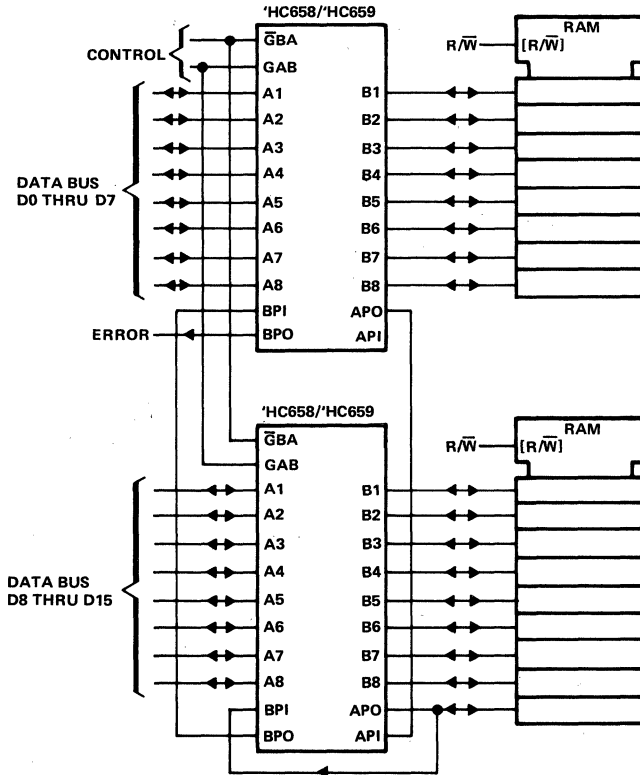 'HC658/'HC659
CONTROL
G̅BA
GAB
A1
A2
A3
A4
A5
A6
A7
A8
BPI
BPO
B1
B2
B3
B4
B5
B6
B7
B8
APO
API
DATA BUS
D0 THRU D7
ERROR
RAM
R/W̅
[R/W̅]
'HC658/'HC659
G̅BA
GAB
A1
A2
A3
A4
A5
A6
A7
A8
BPI
BPO
B1
B2
B3
B4
B5
B6
B7
B8
APO
API
DATA BUS
D8 THRU D15
RAM
R/W̅
[R/W̅]